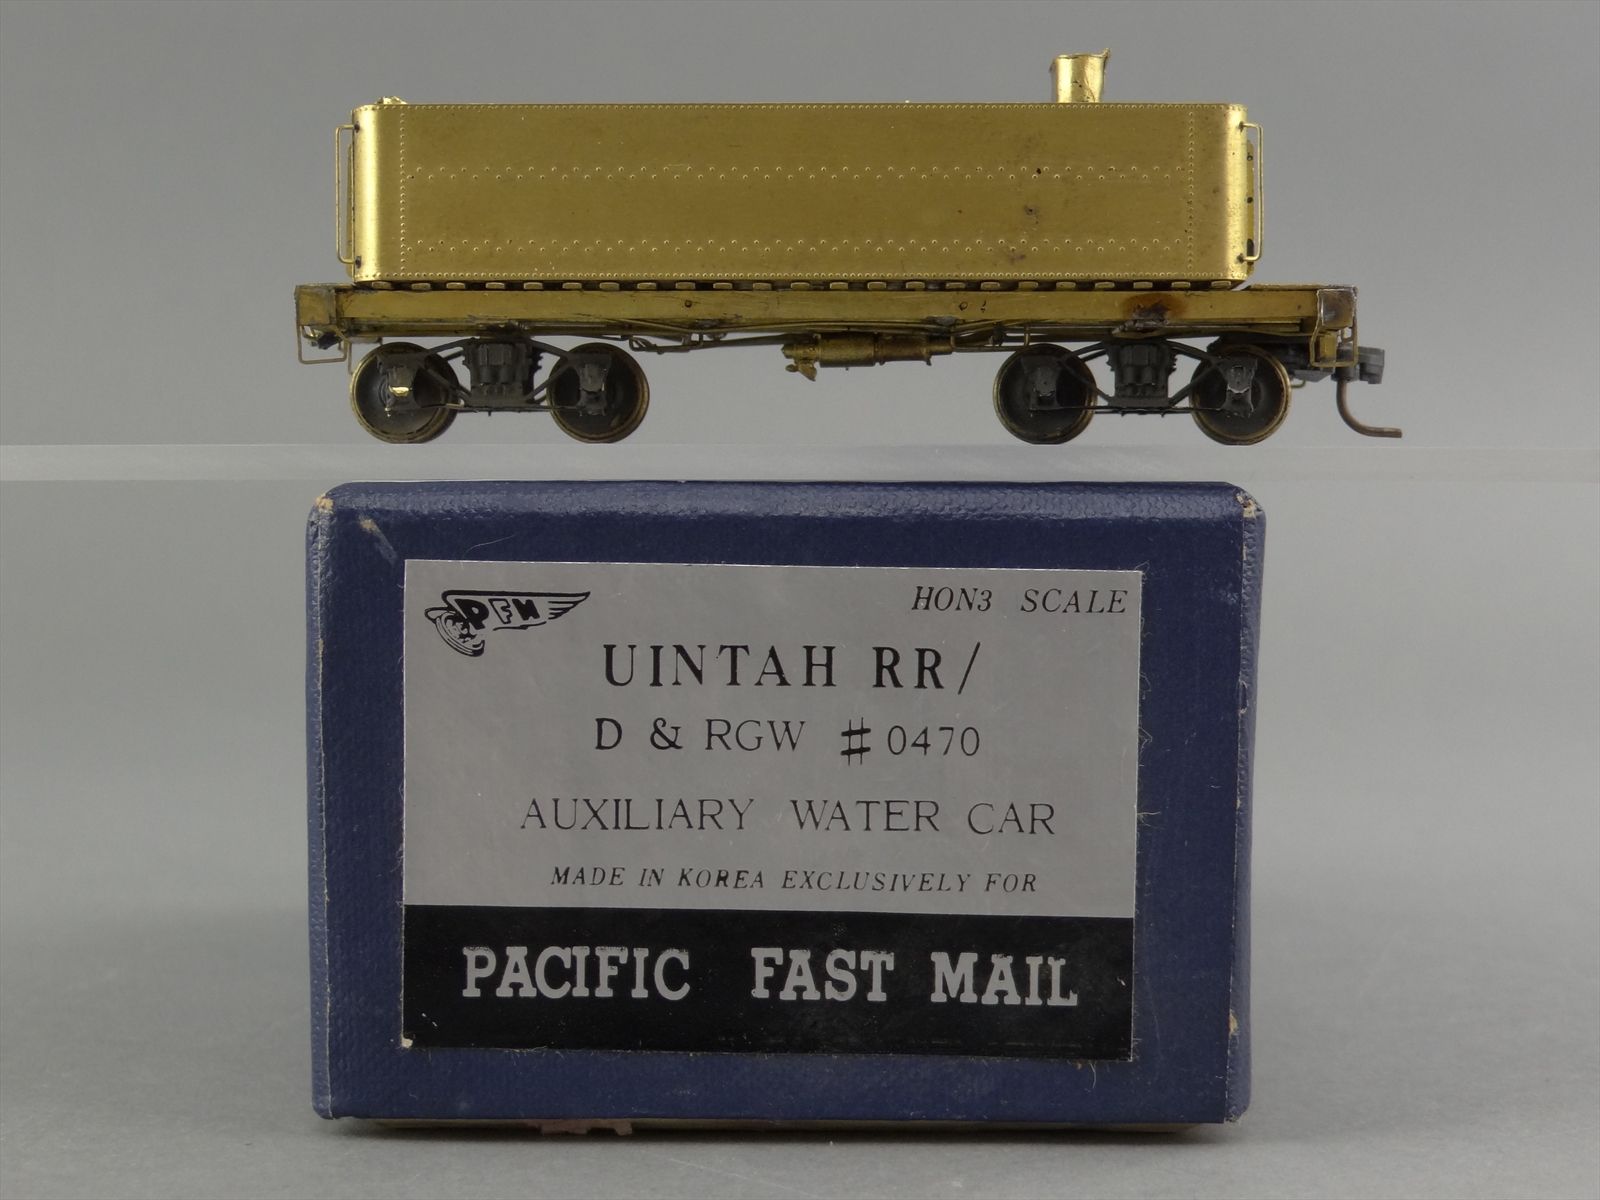 PFM
HON3 SCALE
UINTAH RR/
D & RGW #0470
AUXILIARY WATER CAR
MADE IN KOREA EXCLUSIVELY FOR
PACIFIC FAST MAIL